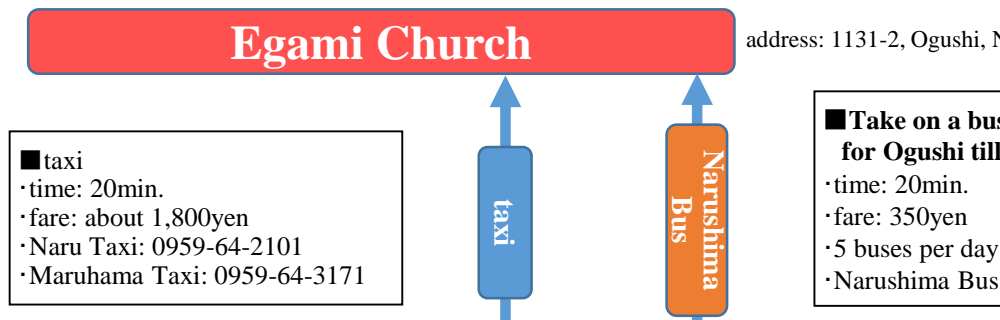 Egami Church
address: 1131-2, Ogushi,
■taxi
･time: 20min.
･fare: about 1,800yen
･Naru Taxi: 0959-64-2101
･Maruhama Taxi: 0959-64-3171
taxi
Narushima
Bus
■Take on a bus
for Ogushi till
･time: 20min.
･fare: 350yen
･5 buses per day
･Narushima Bus